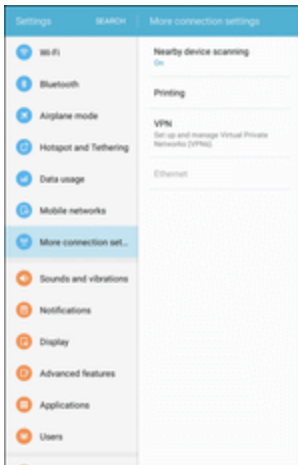 Settings
SEARCH
More connection settings
Wi-Fi
Bluetooth
Airplane mode
Hotspot and Tethering
Data usage
Mobile networks
More connection set...
Sounds and vibrations
Notifications
Display
Advanced features
Applications
Users
Nearby device scanning
On
Printing
VPN
Set up and manage Virtual Private
Networks (VPNs).
Ethernet